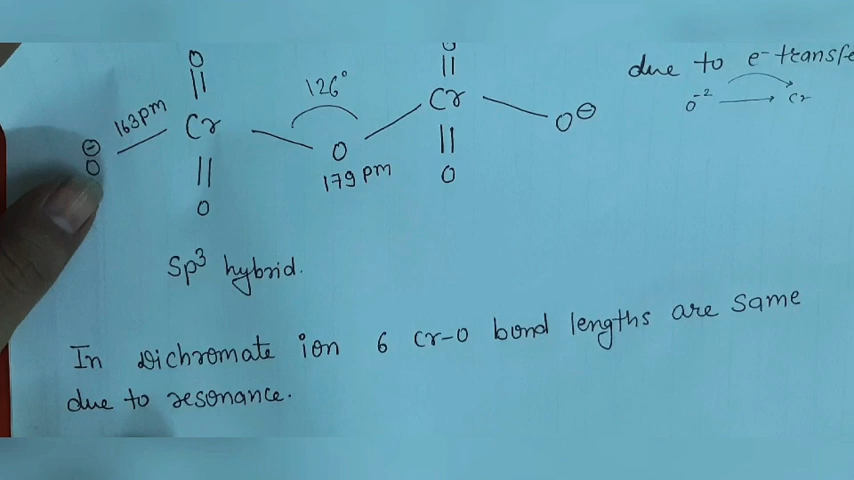 O
O
||
||
126°
due to e⁻ transfe
O⁻² → Cr
163pm
Cr
Cr
O⊖
⊖
O
O
179 pm
||
||
O
O
Sp³ hybrid.
In dichromate ion 6 Cr-O bond lengths are same
due to resonance.